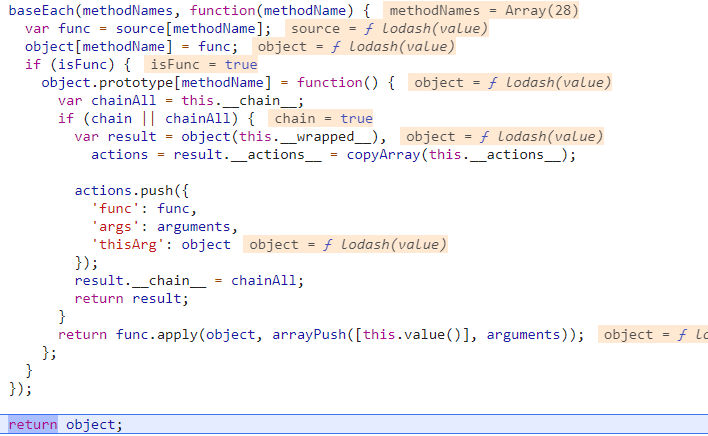 baseEach(methodNames, function(methodName) { methodNames = Array(28)
var func = source[methodName]; source = ƒ lodash(value)
object[methodName] = func; object = ƒ lodash(value)
if (isFunc) { isFunc = true
object.prototype[methodName] = function() { object = ƒ lodash(value)
var chainAll = this.__chain__;
if (chain || chainAll) { chain = true
var result = object(this.__wrapped__), object = ƒ lodash(value)
actions = result.__actions__ = copyArray(this.__actions__);
actions.push({
'func': func,
'args': arguments,
'thisArg': object object = ƒ lodash(value)
});
result.__chain__ = chainAll;
return result;
}
return func.apply(object, arrayPush([this.value()], arguments)); object = ƒ lo
};
}
});
return object;